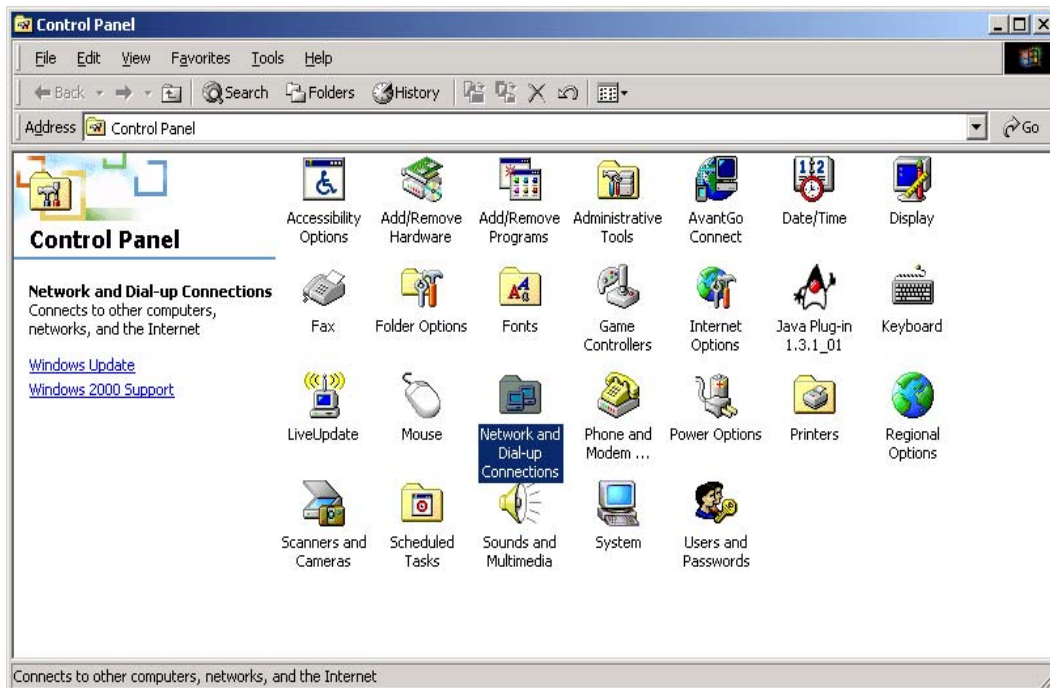 Control Panel
File Edit View Favorites Tools Help
Back Search Folders History
Address Control Panel Go
Control Panel
Network and Dial-up Connections
Connects to other computers,
networks, and the Internet
Windows Update
Windows 2000 Support
Accessibility
Options
Add/Remove
Hardware
Add/Remove
Programs
Administrative
Tools
AvantGo
Connect
Date/Time
Display
Fax
Folder Options
Fonts
Game
Controllers
Internet
Options
Java Plug-in
1.3.1_01
Keyboard
LiveUpdate
Mouse
Network and
Dial-up
Connections
Phone and
Modem ...
Power Options
Printers
Regional
Options
Scanners and
Cameras
Scheduled
Tasks
Sounds and
Multimedia
System
Users and
Passwords
Connects to other computers, networks, and the Internet